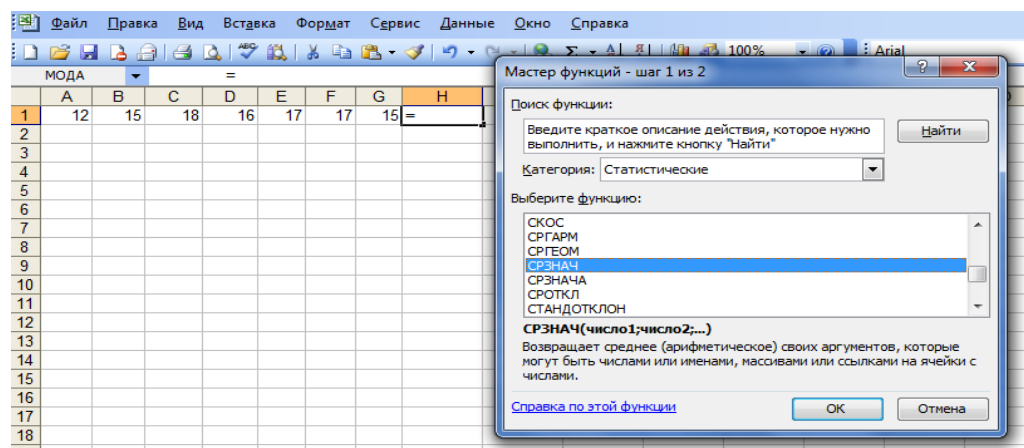 Файл Правка Вид Вставка Формат Сервис Данные Окно Справка
100% Arial
МОДА =
A B C D E F G H
1 12 15 18 16 17 17 15 =
2
3
4
5
6
7
8
9
10
11
12
13
14
15
16
17
18
Мастер функций - шаг 1 из 2
Поиск функции:
Введите краткое описание действия, которое нужно
выполнить, и нажмите кнопку "Найти"
Найти
Категория: Статистические
Выберите функцию:
СКОС
СРГАРМ
СРГЕОМ
СРЗНАЧ
СРЗНАЧА
СРОТКЛ
СТАНДОТКЛОН
СРЗНАЧ(число1;число2;...)
Возвращает среднее (арифметическое) своих аргументов, которые
могут быть числами или именами, массивами или ссылками на ячейки с
числами.
Справка по этой функции
ОК Отмена